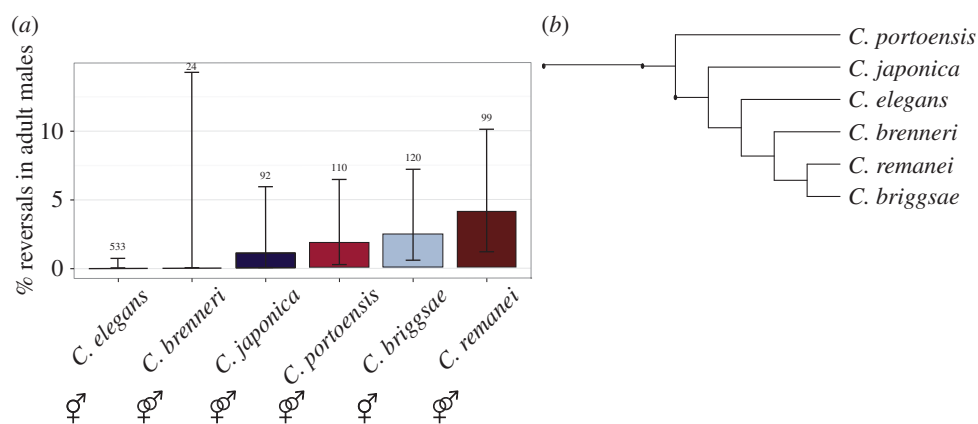 (a)
% reversals in adult males
10
5
0
533
24
92
110
120
99
C. elegans
C. brenneri
C. japonica
C. portoensis
C. briggsae
C. remanei
(b)
C. portoensis
C. japonica
C. elegans
C. brenneri
C. remanei
C. briggsae